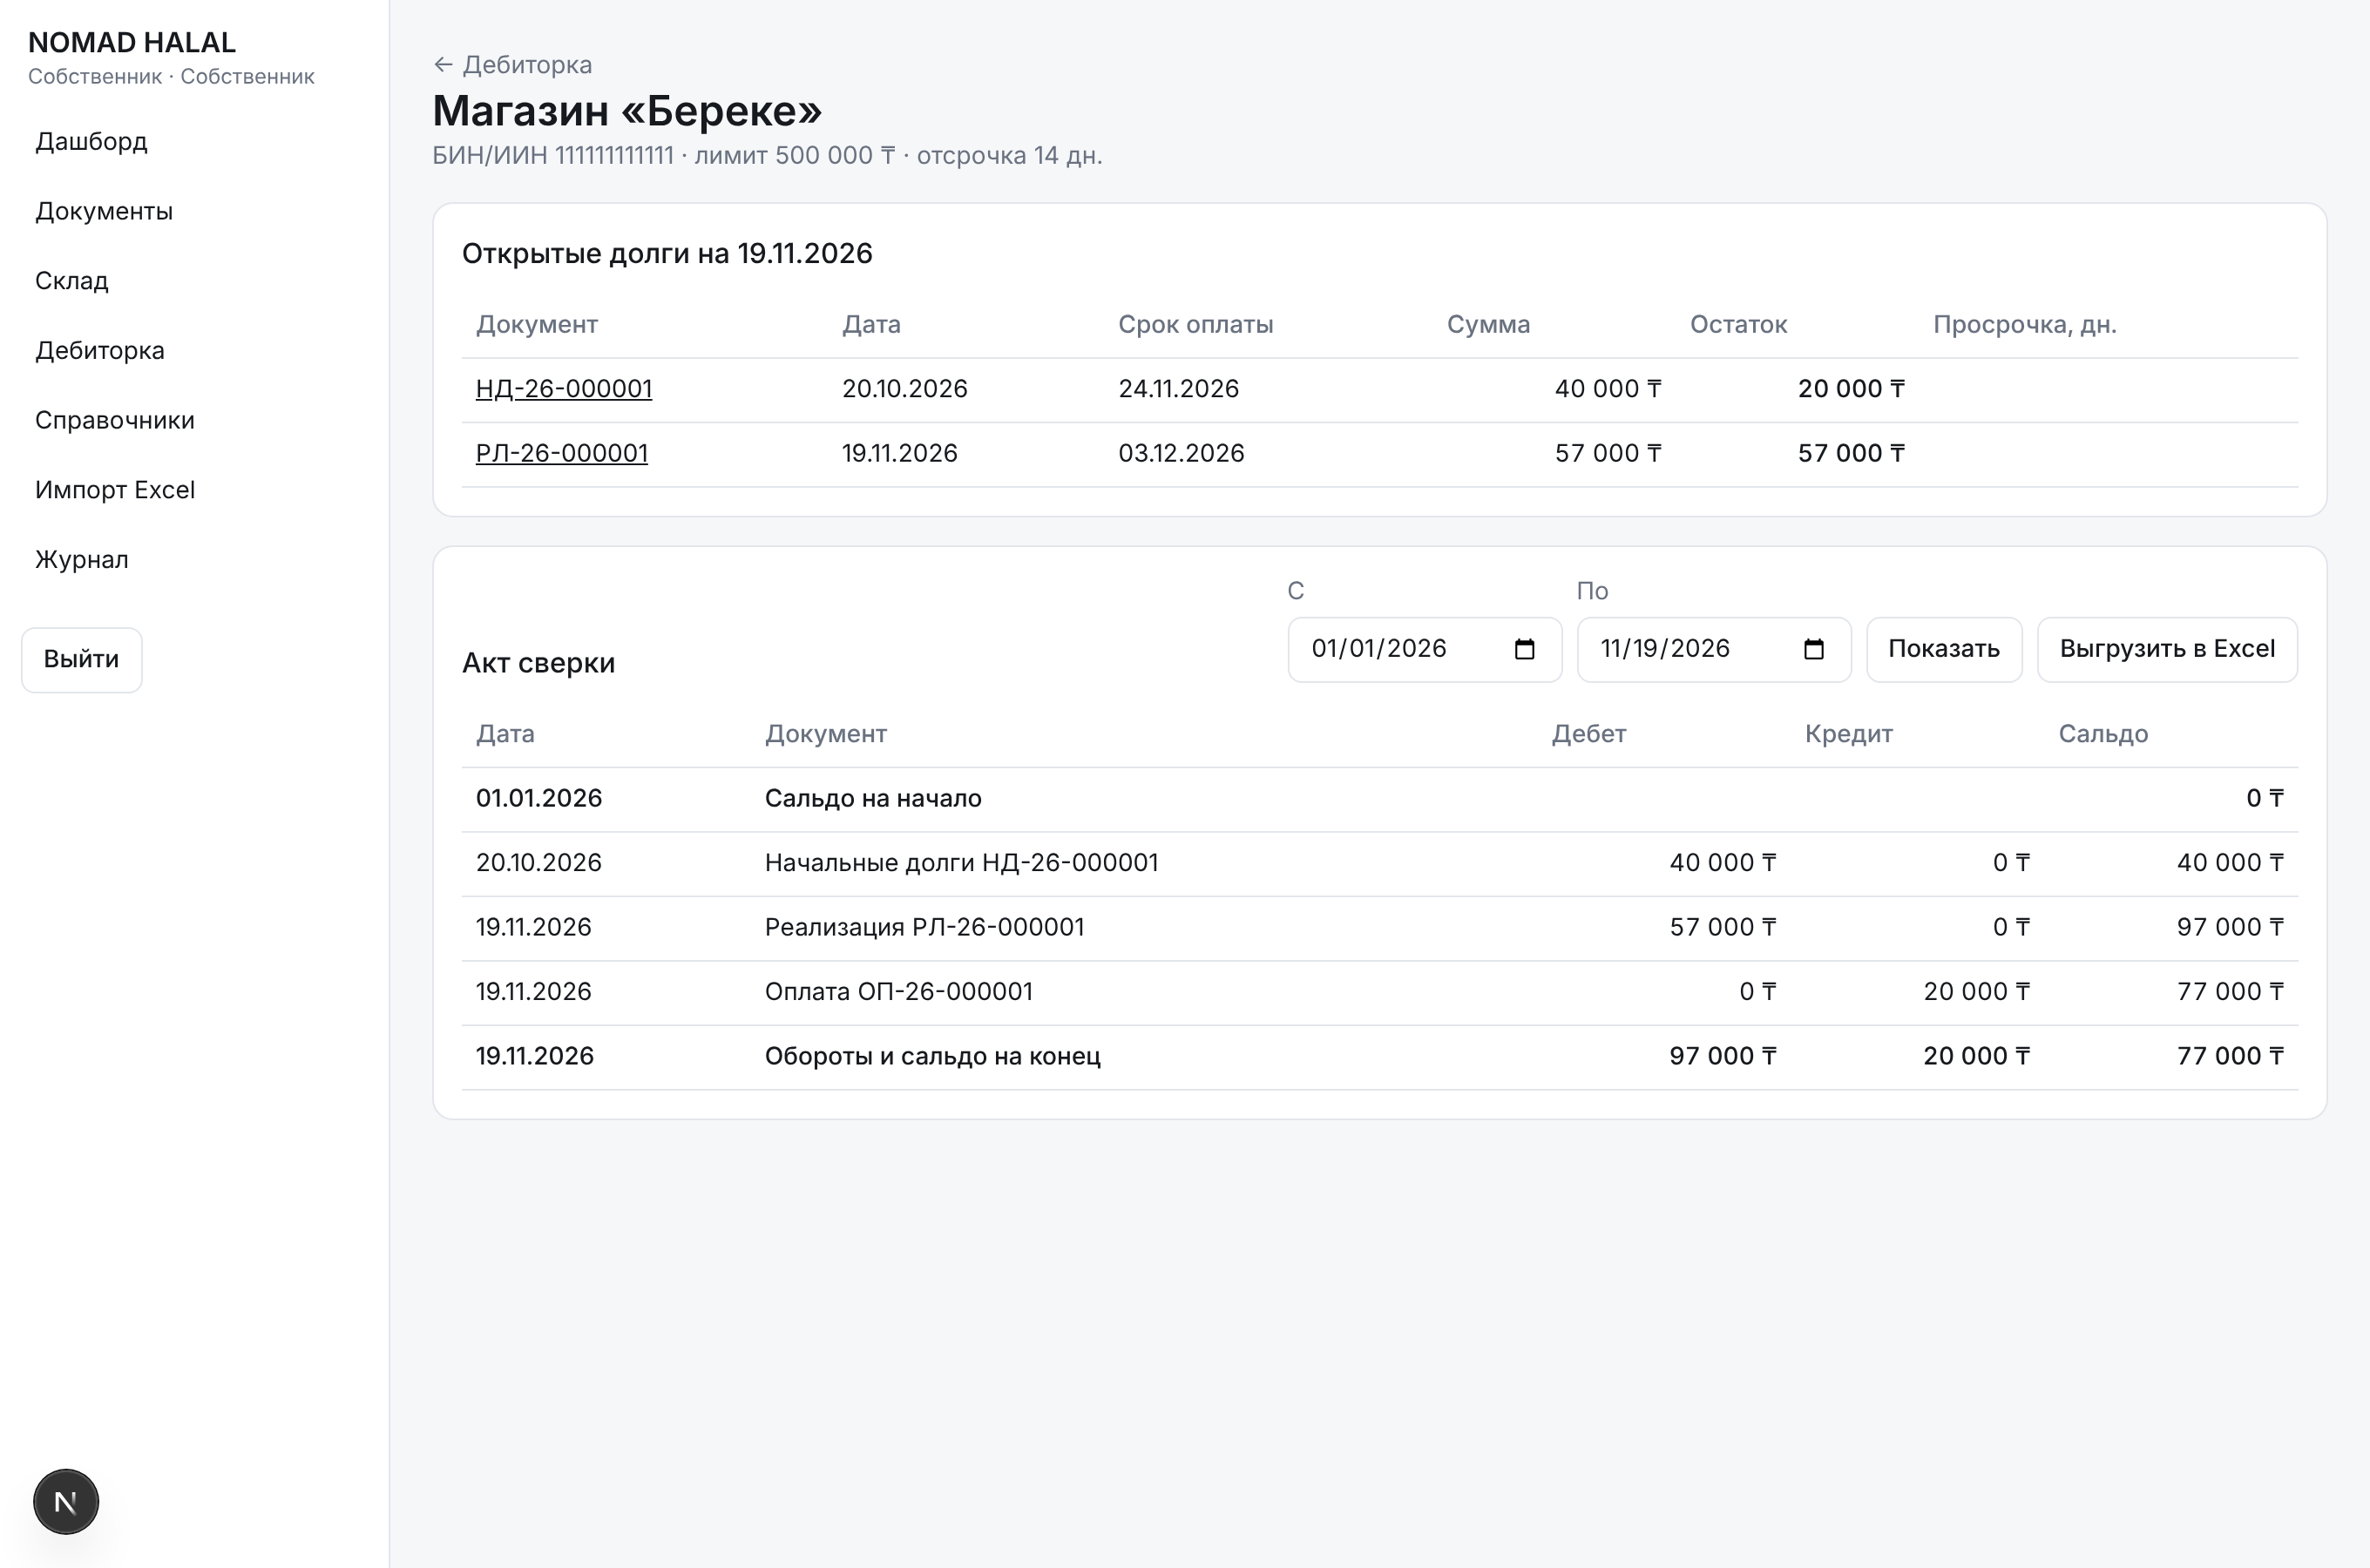 NOMAD HALAL
Собственник · Собственник
Дашборд
Документы
Склад
Дебиторка
Справочники
Импорт Excel
Журнал
Выйти
← Дебиторка
Магазин «Береке»
БИН/ИИН 111111111111 · лимит 500 000 ₸ · отсрочка 14 дн.
Открытые долги на 19.11.2026
Документ Дата Срок оплаты Сумма Остаток Просрочка, дн.
НД-26-000001 20.10.2026 24.11.2026 40 000 ₸ 20 000 ₸
РЛ-26-000001 19.11.2026 03.12.2026 57 000 ₸ 57 000 ₸
С По
Акт сверки 01/01/2026 11/19/2026 Показать Выгрузить в Excel
Дата Документ Дебет Кредит Сальдо
01.01.2026 Сальдо на начало 0 ₸
20.10.2026 Начальные долги НД-26-000001 40 000 ₸ 0 ₸ 40 000 ₸
19.11.2026 Реализация РЛ-26-000001 57 000 ₸ 0 ₸ 97 000 ₸
19.11.2026 Оплата ОП-26-000001 0 ₸ 20 000 ₸ 77 000 ₸
19.11.2026 Обороты и сальдо на конец 97 000 ₸ 20 000 ₸ 77 000 ₸
N